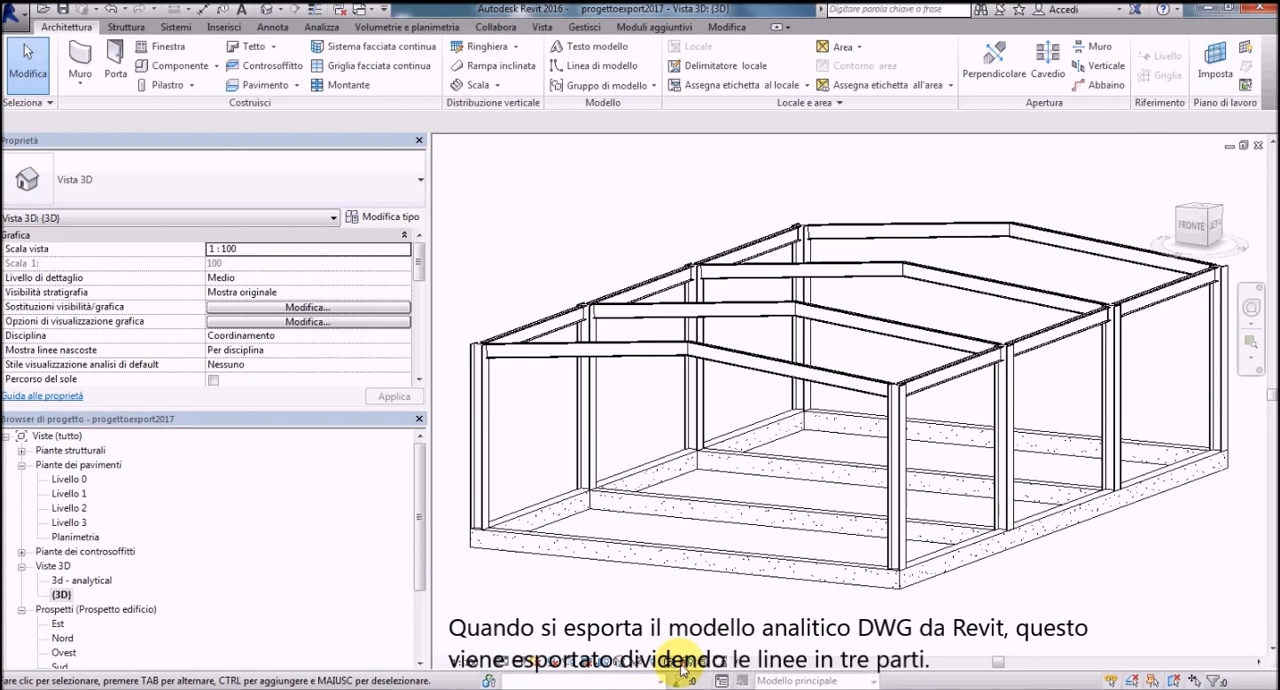 Autodesk Revit 2016 - progettoexport2017 - Vista 3D: {3D}
Digitare parola chiave o frase
Accedi
Architettura Struttura Sistemi Inserisci Annota Analizza Volumetrie e planimetria Collabora Vista Gestisci Moduli aggiuntivi Modifica
Modifica
Muro
Porta
Finestra
Componente
Pilastro
Tetto
Controsoffitto
Pavimento
Sistema facciata continua
Griglia facciata continua
Montante
Ringhiera
Rampa inclinata
Scala
Testo modello
Linea di modello
Gruppo di modello
Locale
Delimitatore locale
Assegna etichetta al locale
Area
Contorno area
Assegna etichetta all'area
Perpendicolare
Cavedio
Muro
Verticale
Abbaino
Livello
Griglia
Imposta
Seleziona Costruisci Distribuzione verticale Modello Locale e area Apertura Riferimento Piano di lavoro
Proprietà
Vista 3D
Vista 3D: {3D} Modifica tipo
Grafica
Scala vista 1 : 100
Scala 1: 100
Livello di dettaglio Medio
Visibilità stratigrafia Mostra originale
Sostituzioni visibilità/grafica Modifica...
Opzioni di visualizzazione grafica Modifica...
Disciplina Coordinamento
Mostra linee nascoste Per disciplina
Stile visualizzazione analisi di default Nessuno
Percorso del sole
Guida alle proprietà Applica
Browser di progetto - progettoexport2017
Viste (tutto)
Piante strutturali
Piante dei pavimenti
Livello 0
Livello 1
Livello 2
Livello 3
Planimetria
Piante dei controsoffitti
Viste 3D
3d - analytical
{3D}
Prospetti (Prospetto edificio)
Est
Nord
Ovest
Sud
FRONTE
Quando si esporta il modello analitico DWG da Revit, questo
viene esportato dividendo le linee in tre parti.
Fare clic per selezionare, premere TAB per alternare, CTRL per aggiungere e MAIUSC per deselezionare.
:0
Modello principale
:0